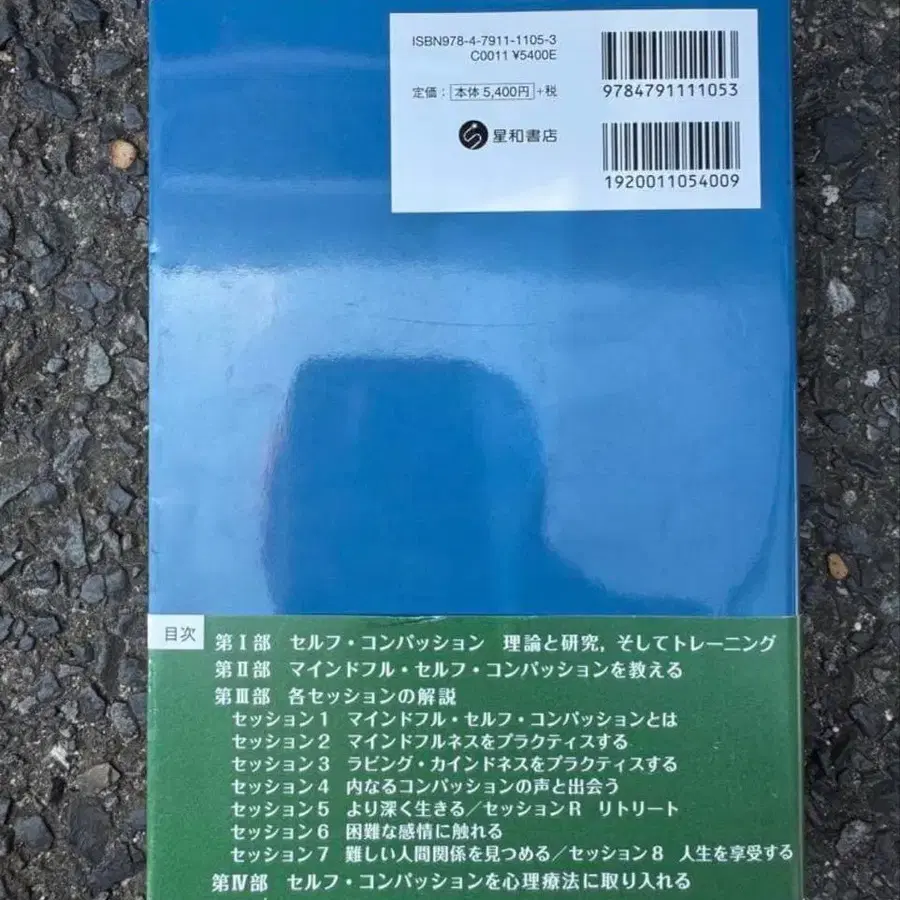 ISBN978-4-7911-1105-3
C0011 ¥5400E
定価：本体5,400円+税
星和書店
9784791111053
1920011054009
目次
第Ⅰ部 セルフ・コンパッション 理論と研究，そしてトレーニング
第Ⅱ部 マインドフル・セルフ・コンパッションを教える
第Ⅲ部 各セッションの解説
セッション1 マインドフル・セルフ・コンパッションとは
セッション2 マインドフルネスをプラクティスする
セッション3 ラビング・カインドネスをプラクティスする
セッション4 内なるコンパッションの声と出会う
セッション5 より深く生きる／セッションR リトリート
セッション6 困難な感情に触れる
セッション7 難しい人間関係を見つめる／セッション8 人生を享受する
第Ⅳ部 セルフ・コンパッションを心理療法に取り入れる